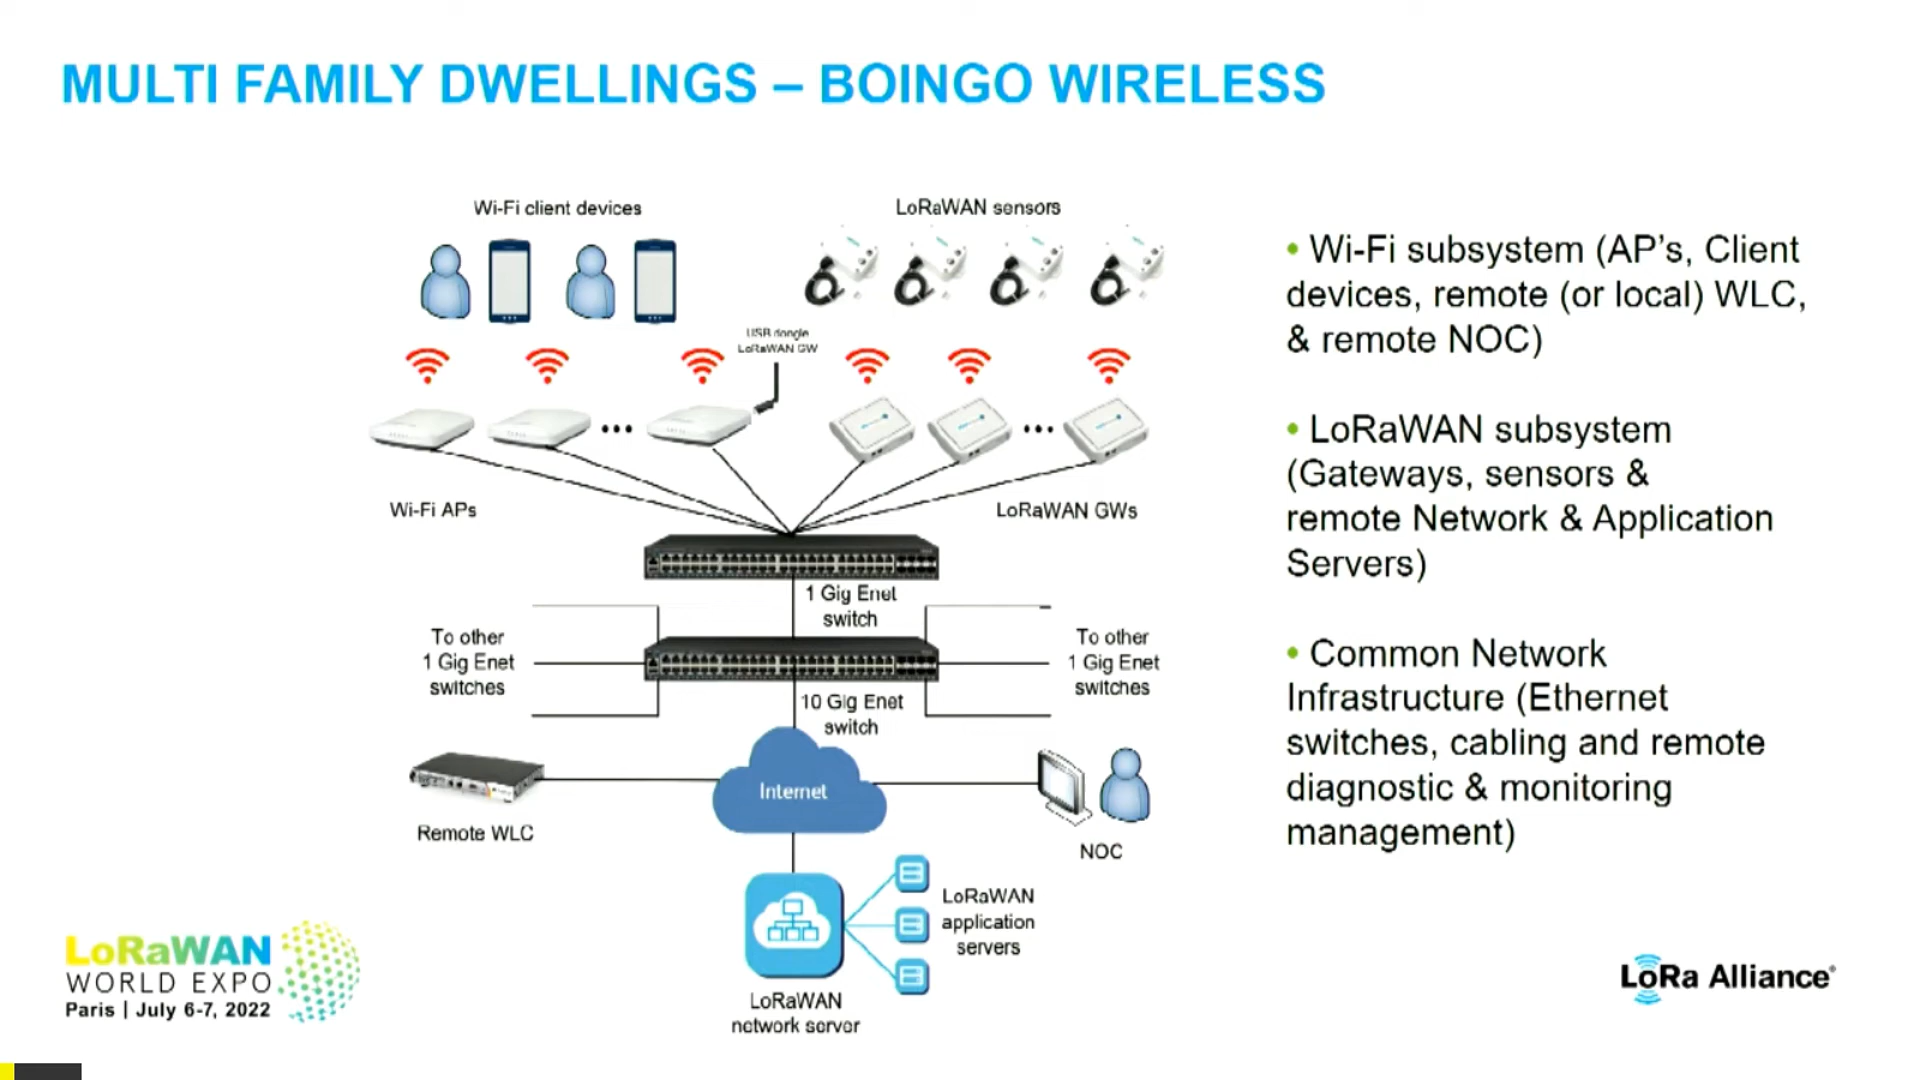 MULTI FAMILY DWELLINGS – BOINGO WIRELESS
Wi-Fi client devices
LoRaWAN sensors
USB dongle
LoRaWAN GW
Wi-Fi APs
LoRaWAN GWs
1 Gig Enet
switch
To other
1 Gig Enet
switches
To other
1 Gig Enet
switches
10 Gig Enet
switch
Internet
Remote WLC
NOC
LoRaWAN
application
servers
LoRaWAN
network server
• Wi-Fi subsystem (AP's, Client
devices, remote (or local) WLC,
& remote NOC)
• LoRaWAN subsystem
(Gateways, sensors &
remote Network & Application
Servers)
• Common Network
Infrastructure (Ethernet
switches, cabling and remote
diagnostic & monitoring
management)
LoRaWAN
WORLD EXPO
Paris | July 6-7, 2022
LoRa Alliance®